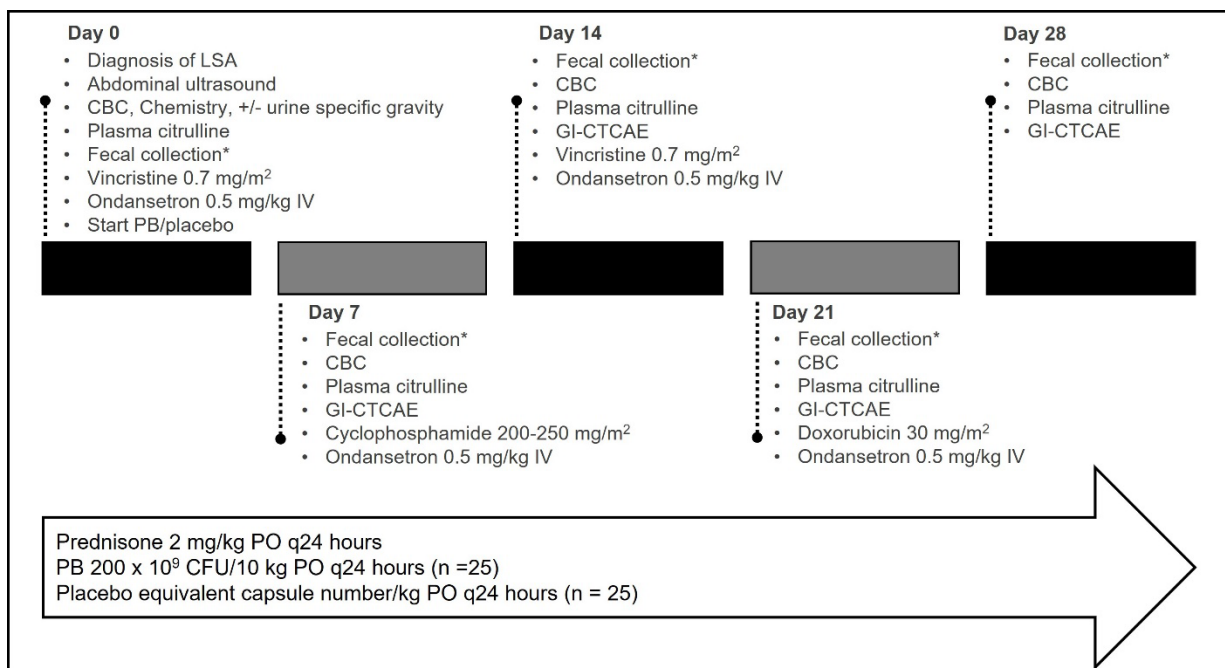 Day 0
• Diagnosis of LSA
• Abdominal ultrasound
• CBC, Chemistry, +/- urine specific gravity
• Plasma citrulline
• Fecal collection*
• Vincristine 0.7 mg/m²
• Ondansetron 0.5 mg/kg IV
• Start PB/placebo
Day 14
• Fecal collection*
• CBC
• Plasma citrulline
• GI-CTCAE
• Vincristine 0.7 mg/m²
• Ondansetron 0.5 mg/kg IV
Day 28
• Fecal collection*
• CBC
• Plasma citrulline
• GI-CTCAE
Day 7
• Fecal collection*
• CBC
• Plasma citrulline
• GI-CTCAE
• Cyclophosphamide 200-250 mg/m²
• Ondansetron 0.5 mg/kg IV
Day 21
• Fecal collection*
• CBC
• Plasma citrulline
• GI-CTCAE
• Doxorubicin 30 mg/m²
• Ondansetron 0.5 mg/kg IV
Prednisone 2 mg/kg PO q24 hours
PB 200 x 10⁹ CFU/10 kg PO q24 hours (n =25)
Placebo equivalent capsule number/kg PO q24 hours (n = 25)